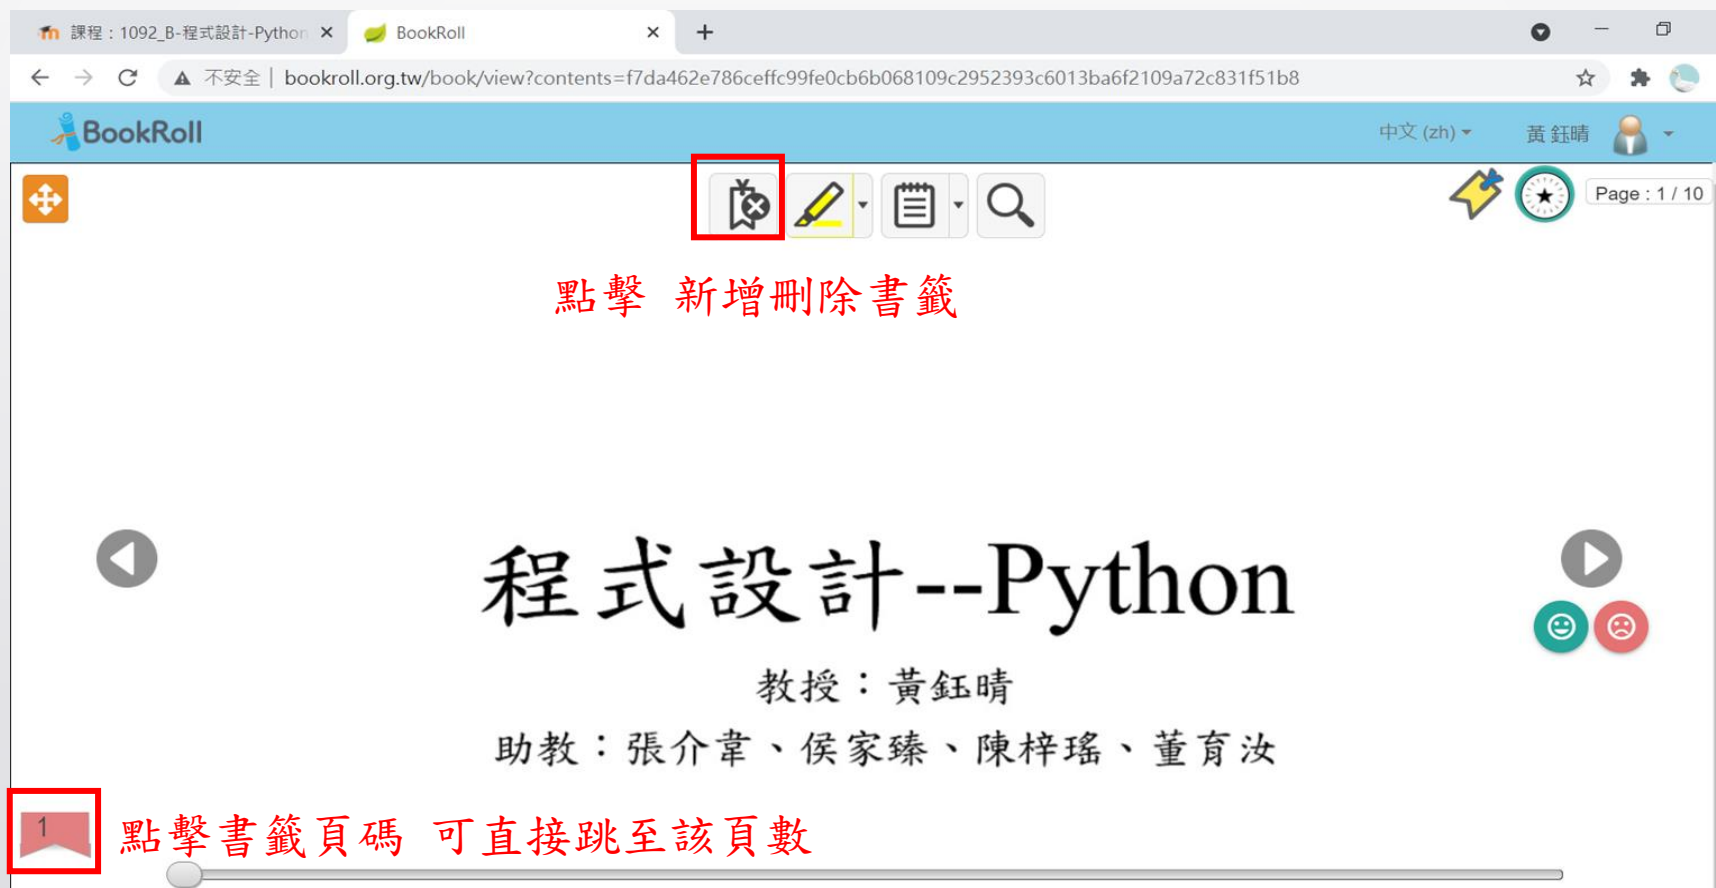 課程：1092_B-程式設計-Python
BookRoll
不安全 | bookroll.org.tw/book/view?contents=f7da462e786ceffc99fe0cb6b068109c2952393c6013ba6f2109a72c831f51b8
BookRoll
中文 (zh)
黃 鈺晴
Page : 1 / 10
點擊 新增刪除書籤
程式設計--Python
教授：黃鈺晴
助教：張介韋、侯家臻、陳梓瑤、董育汝
1
點擊書籤頁碼 可直接跳至該頁數